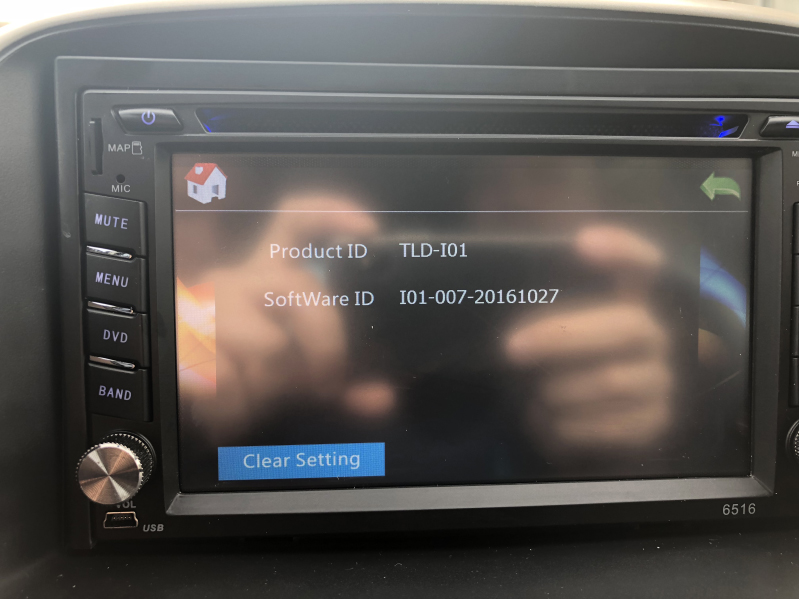 MAP
MIC
MUTE
MENU
DVD
BAND
VOL
USB
Product ID TLD-I01
SoftWare ID I01-007-20161027
Clear Setting
6516